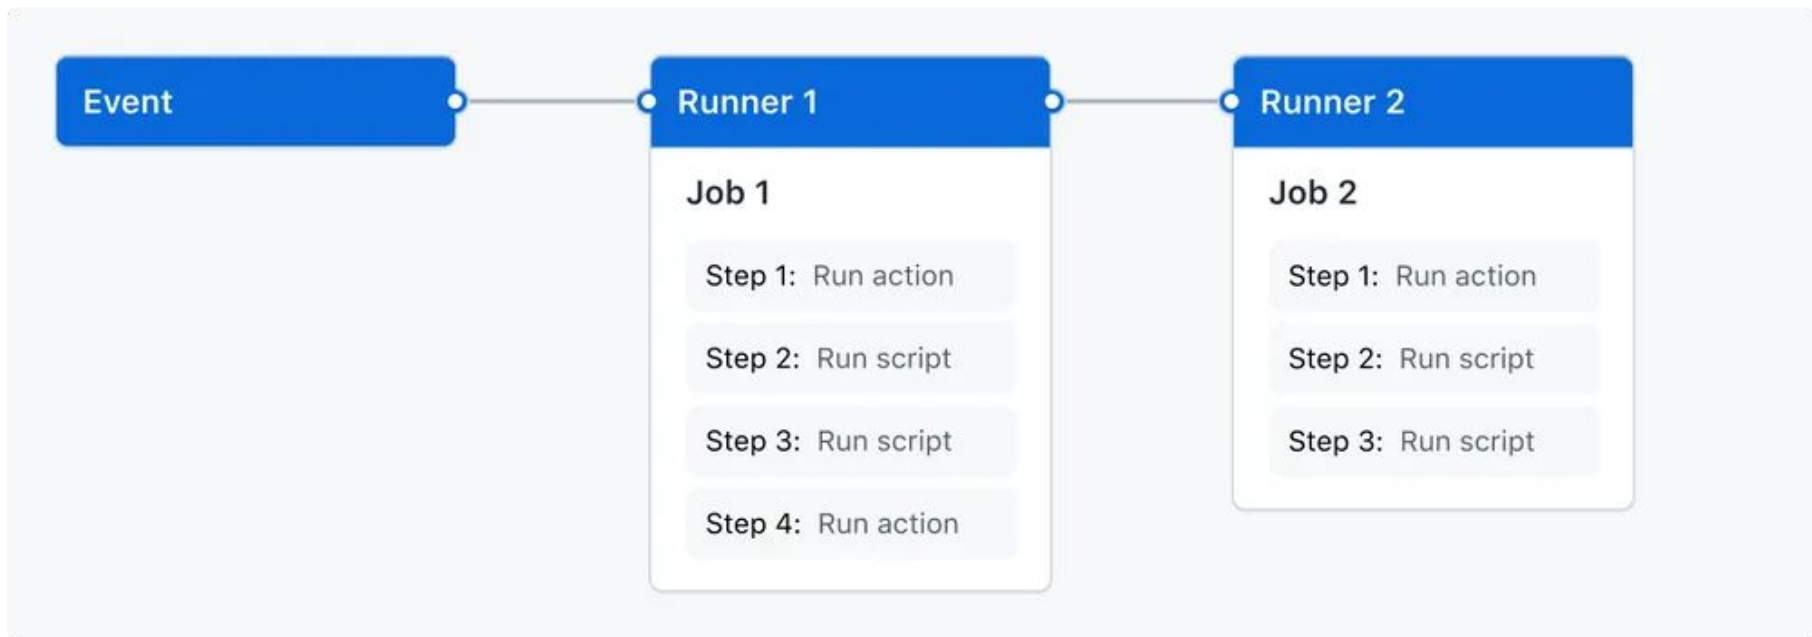 Event
Runner 1
Job 1
Step 1: Run action
Step 2: Run script
Step 3: Run script
Step 4: Run action
Runner 2
Job 2
Step 1: Run action
Step 2: Run script
Step 3: Run script